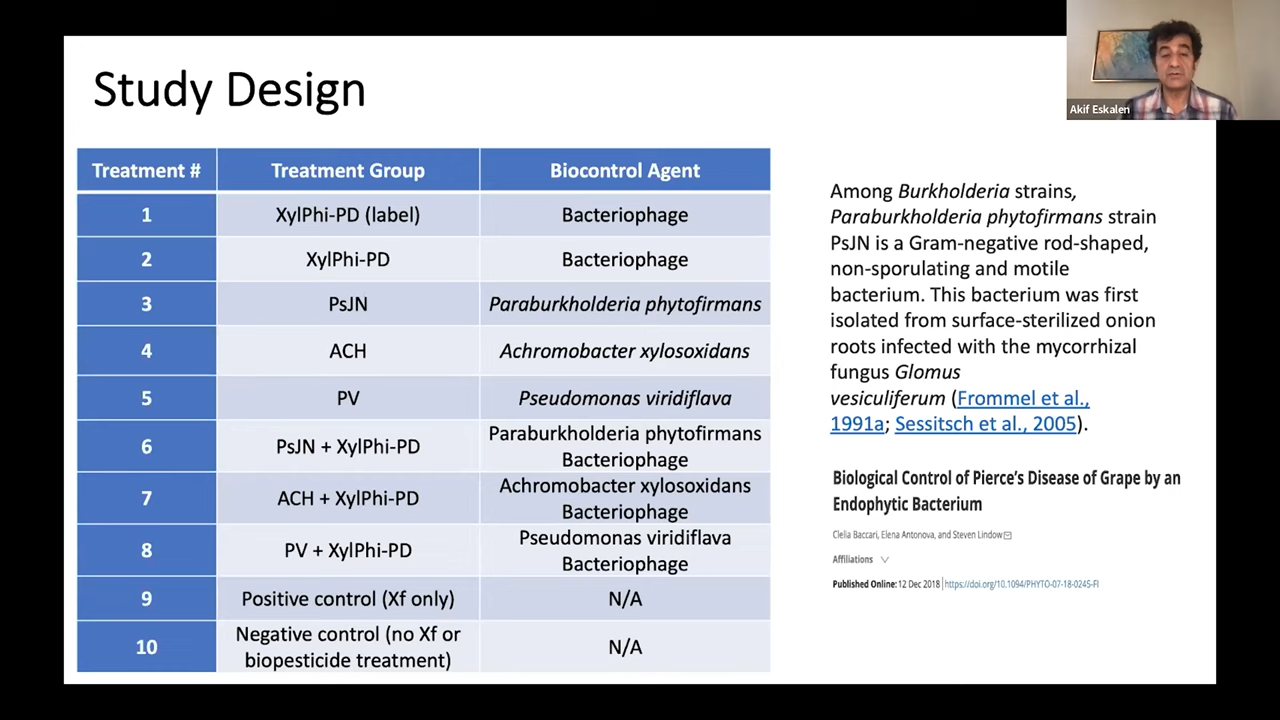 Study Design
Akif Eskalen
Treatment # Treatment Group Biocontrol Agent
1 XylPhi-PD (label) Bacteriophage
2 XylPhi-PD Bacteriophage
3 PsJN Paraburkholderia phytofirmans
4 ACH Achromobacter xylosoxidans
5 PV Pseudomonas viridiflava
6 PsJN + XylPhi-PD Paraburkholderia phytofirmans
Bacteriophage
7 ACH + XylPhi-PD Achromobacter xylosoxidans
Bacteriophage
8 PV + XylPhi-PD Pseudomonas viridiflava
Bacteriophage
9 Positive control (Xf only) N/A
10 Negative control (no Xf or
biopesticide treatment) N/A
Among Burkholderia strains,
Paraburkholderia phytofirmans strain
PsJN is a Gram-negative rod-shaped,
non-sporulating and motile
bacterium. This bacterium was first
isolated from surface-sterilized onion
roots infected with the mycorrhizal
fungus Glomus
vesiculiferum (Frommel et al.,
1991a; Sessitsch et al., 2005).
Biological Control of Pierce's Disease of Grape by an
Endophytic Bacterium
Clelia Baccari, Elena Antonova, and Steven Lindow
Affiliations
Published Online: 12 Dec 2018 | https://doi.org/10.1094/PHYTO-07-18-0245-FI